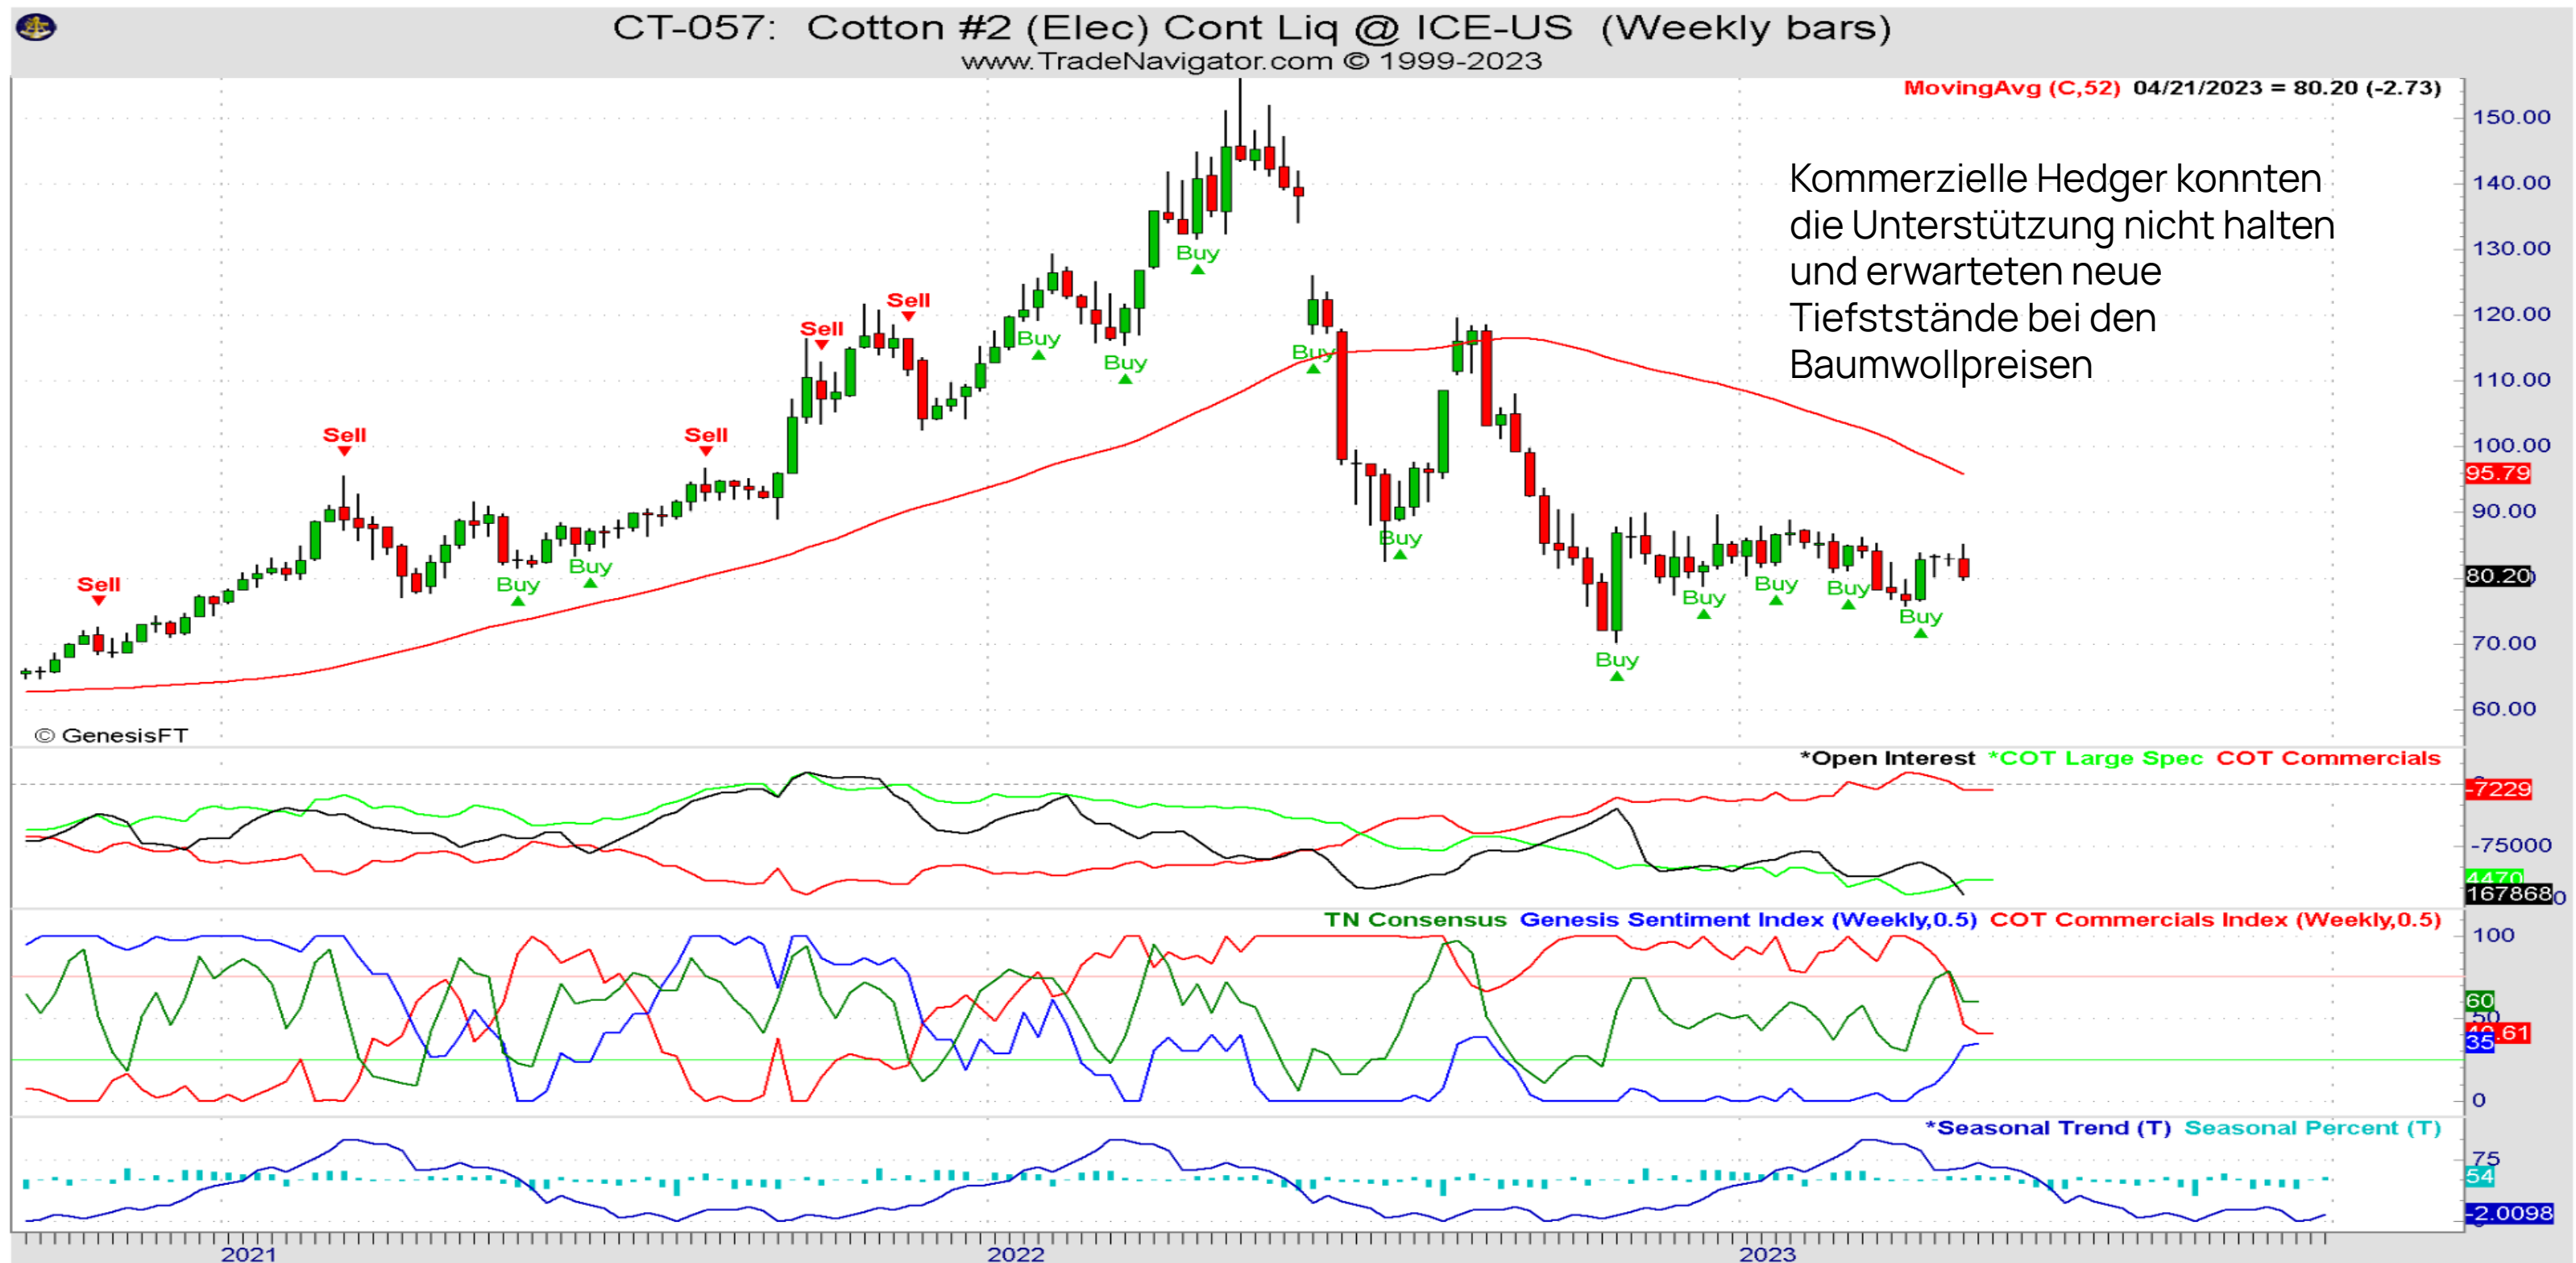 CT-057: Cotton #2 (Elec) Cont Liq @ ICE-US (Weekly bars)
www.TradeNavigator.com © 1999-2023
MovingAvg (C,52) 04/21/2023 = 80.20 (-2.73)
Kommerzielle Hedger konnten
die Unterstützung nicht halten
und erwarteten neue
Tiefststände bei den
Baumwollpreisen
150.00
140.00
130.00
120.00
110.00
100.00
95.79
90.00
80.20
70.00
60.00
Sell
Sell
Sell
Sell
Sell
Buy
Buy
Buy
Buy
Buy
Buy
Buy
Buy
Buy
Buy
Buy
Buy
Buy
© GenesisFT
*Open Interest *COT Large Spec COT Commercials
-7229
-75000
4470
167868
TN Consensus Genesis Sentiment Index (Weekly,0.5) COT Commercials Index (Weekly,0.5)
100
60
50
.61
35
0
*Seasonal Trend (T) Seasonal Percent (T)
75
54
-2.0098
2021 2022 2023